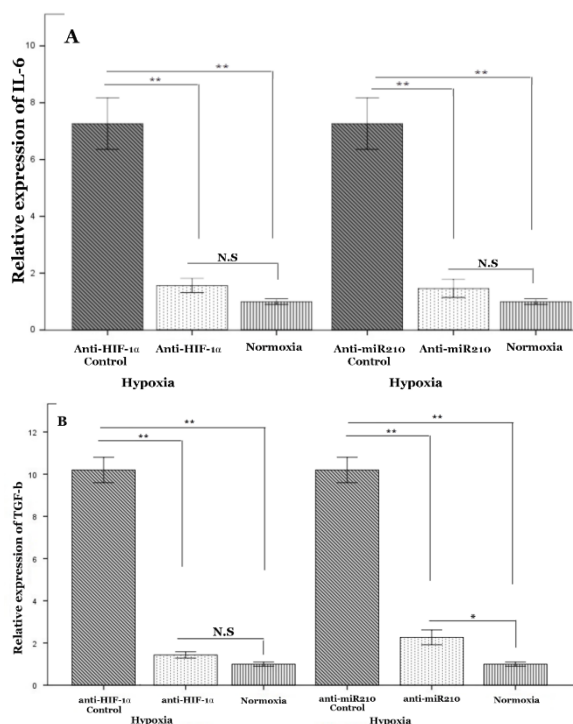 A
Relative expression of IL-6
10
8
6
4
2
0
**
**
**
**
N.S
N.S
Anti-HIF-1α Control
Anti-HIF-1α
Normoxia
Anti-miR210 Control
Anti-miR210
Normoxia
Hypoxia
Hypoxia
B
Relative expression of TGF-b
12
10
8
6
4
2
0
**
**
**
**
N.S
*
anti-HIF-1α Control
anti-HIF-1α
Normoxia
anti-miR210 Control
anti-miR210
Normoxia
Hypoxia
Hypoxia